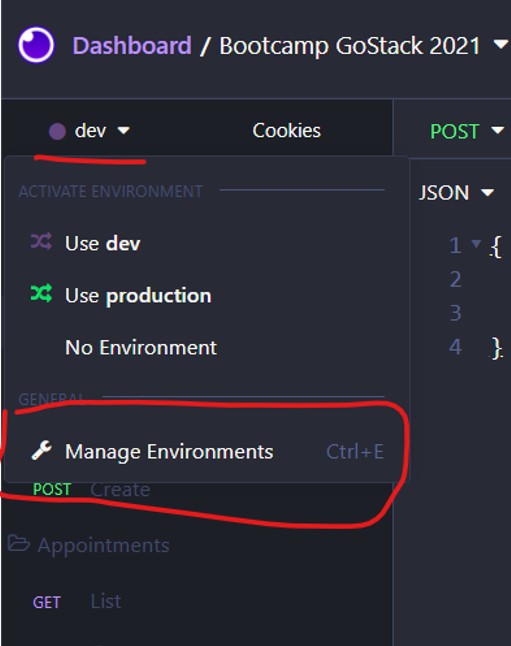 Dashboard / Bootcamp GoStack 2021
dev Cookies POST
ACTIVATE ENVIRONMENT
JSON
Use dev
1 {
2
Use production
3
No Environment
4 }
GENERAL
Manage Environments Ctrl+E
POST Create
Appointments
GET List